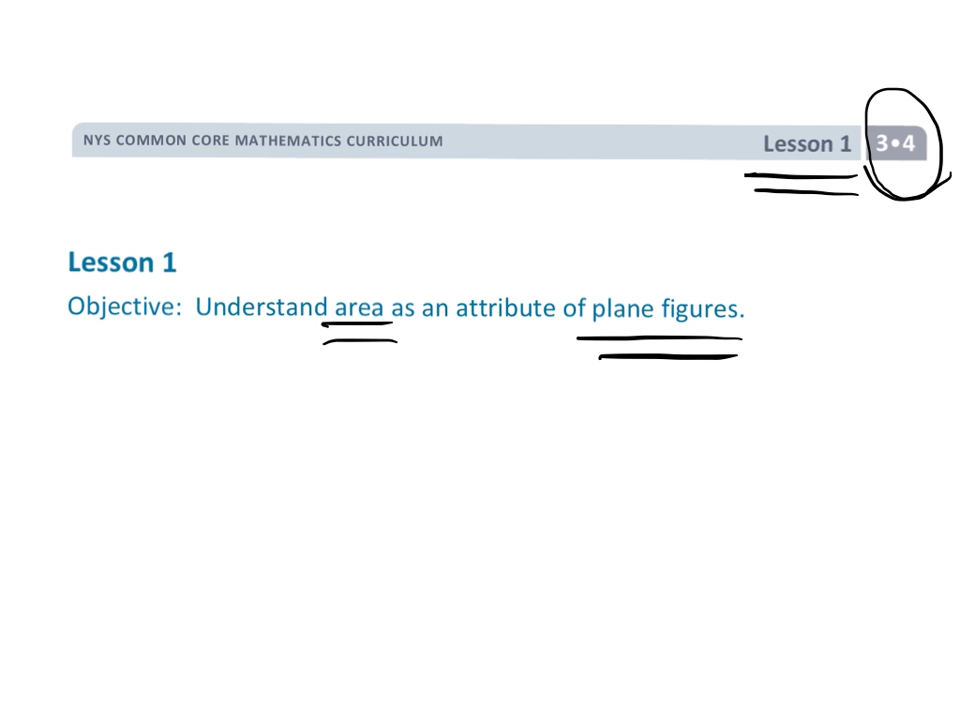 NYS COMMON CORE MATHEMATICS CURRICULUM Lesson 1 3•4
Lesson 1
Objective: Understand area as an attribute of plane figures.